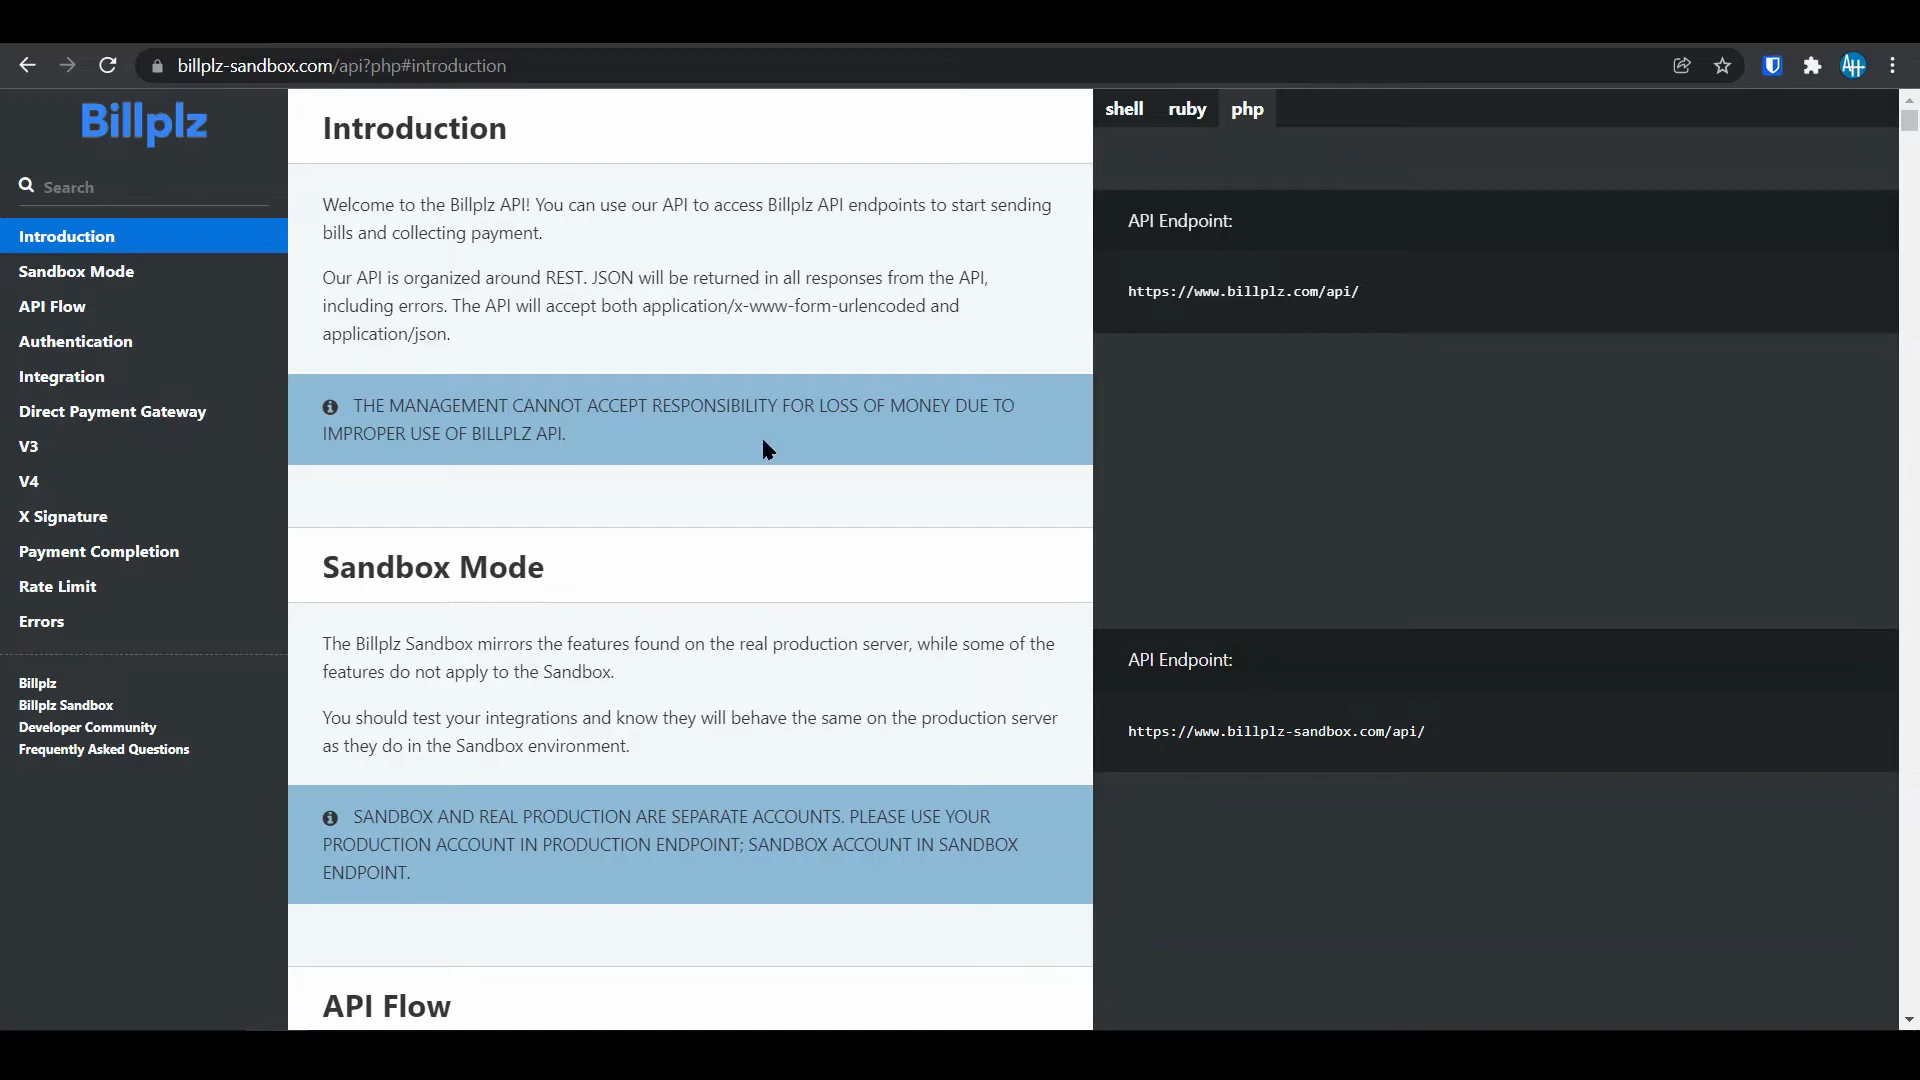 billplz-sandbox.com/api?php#introduction
Billplz
Search
Introduction
Sandbox Mode
API Flow
Authentication
Integration
Direct Payment Gateway
V3
V4
X Signature
Payment Completion
Rate Limit
Errors
Billplz
Billplz Sandbox
Developer Community
Frequently Asked Questions
Introduction
Welcome to the Billplz API! You can use our API to access Billplz API endpoints to start sending
bills and collecting payment.
Our API is organized around REST. JSON will be returned in all responses from the API,
including errors. The API will accept both application/x-www-form-urlencoded and
application/json.
THE MANAGEMENT CANNOT ACCEPT RESPONSIBILITY FOR LOSS OF MONEY DUE TO
IMPROPER USE OF BILLPLZ API.
Sandbox Mode
The Billplz Sandbox mirrors the features found on the real production server, while some of the
features do not apply to the Sandbox.
You should test your integrations and know they will behave the same on the production server
as they do in the Sandbox environment.
SANDBOX AND REAL PRODUCTION ARE SEPARATE ACCOUNTS. PLEASE USE YOUR
PRODUCTION ACCOUNT IN PRODUCTION ENDPOINT; SANDBOX ACCOUNT IN SANDBOX
ENDPOINT.
API Flow
shell ruby php
API Endpoint:
https://www.billplz.com/api/
API Endpoint:
https://www.billplz-sandbox.com/api/